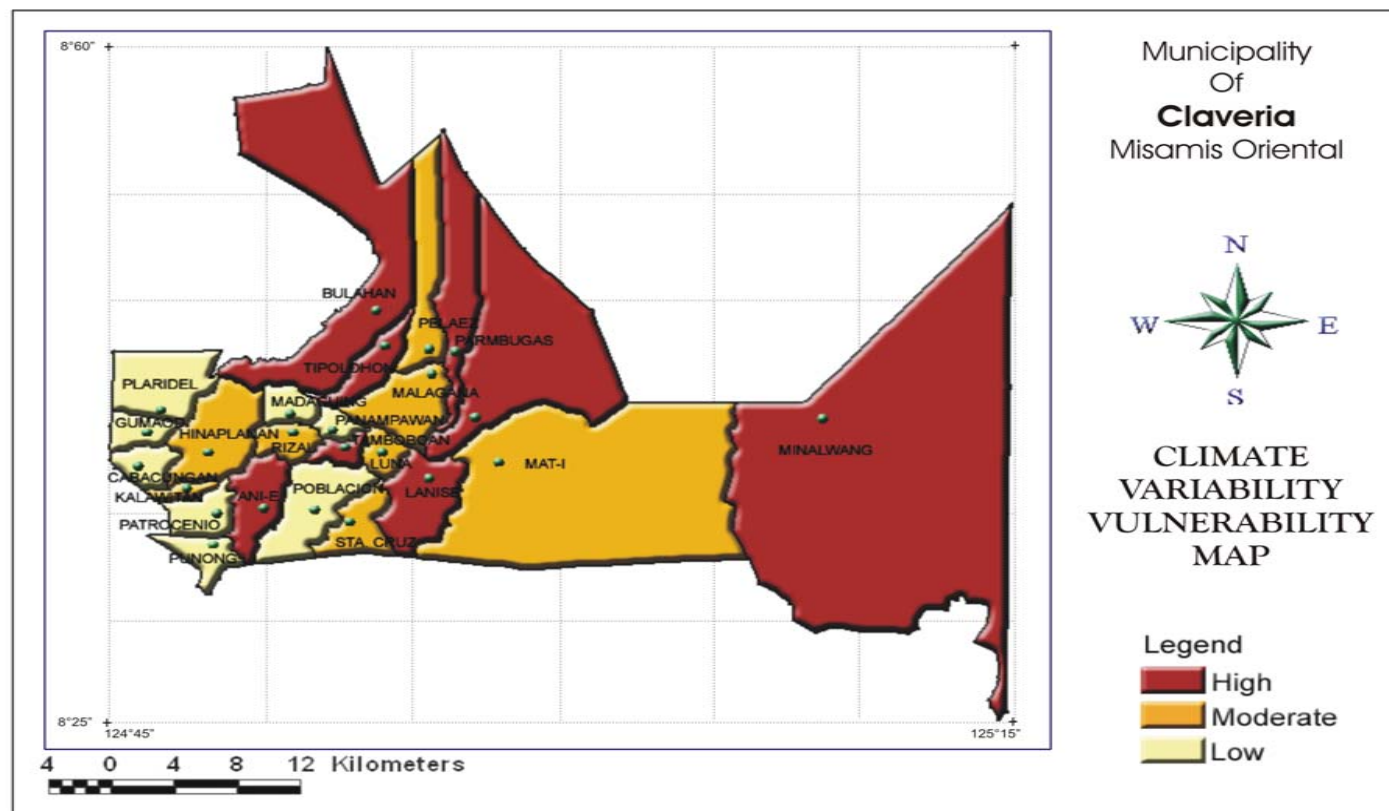 8°60"
Municipality
Of
Claveria
Misamis Oriental
N
W E
S
BULAHAN
PELAEZ
PARMBUGAS
TIPOLOHON
PLARIDEL
MALAGANA
MADAGUING
GUMAOD
PANAMPAWAN
HINAPLANAN
TAMBOBOAN
RIZAL
LUNA
MAT-I
MINALWANG
CABACUNGAN
POBLACION
LANISE
KALAWITAN
ANI-E
PATROCENIO
STA. CRUZ
PUNONG
CLIMATE
VARIABILITY
VULNERABILITY
MAP
Legend
High
Moderate
Low
8°25"
124°45"
125°15"
4 0 4 8 12 Kilometers